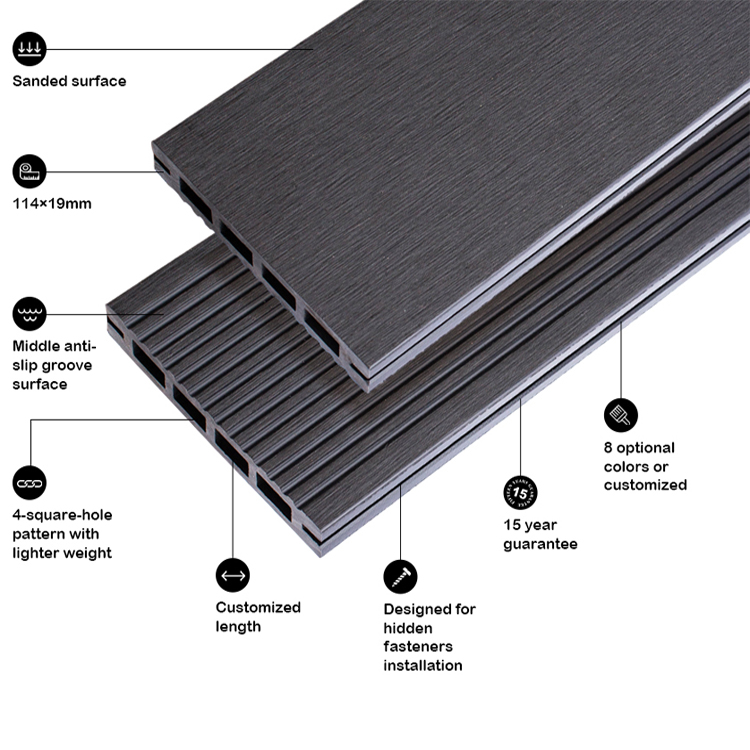 Sanded surface
114×19mm
Middle anti-
slip groove
surface
4-square-hole
pattern with
lighter weight
Customized
length
Designed for
hidden
fasteners
installation
15
15 year
guarantee
8 optional
colors or
customized